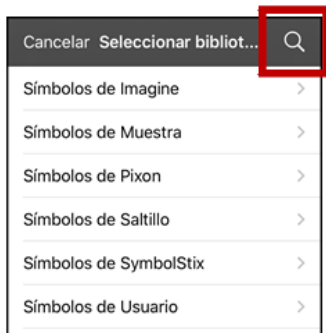 Cancelar Seleccionar bibliot...
Símbolos de Imagine
Símbolos de Muestra
Símbolos de Pixon
Símbolos de Saltillo
Símbolos de SymbolStix
Símbolos de Usuario